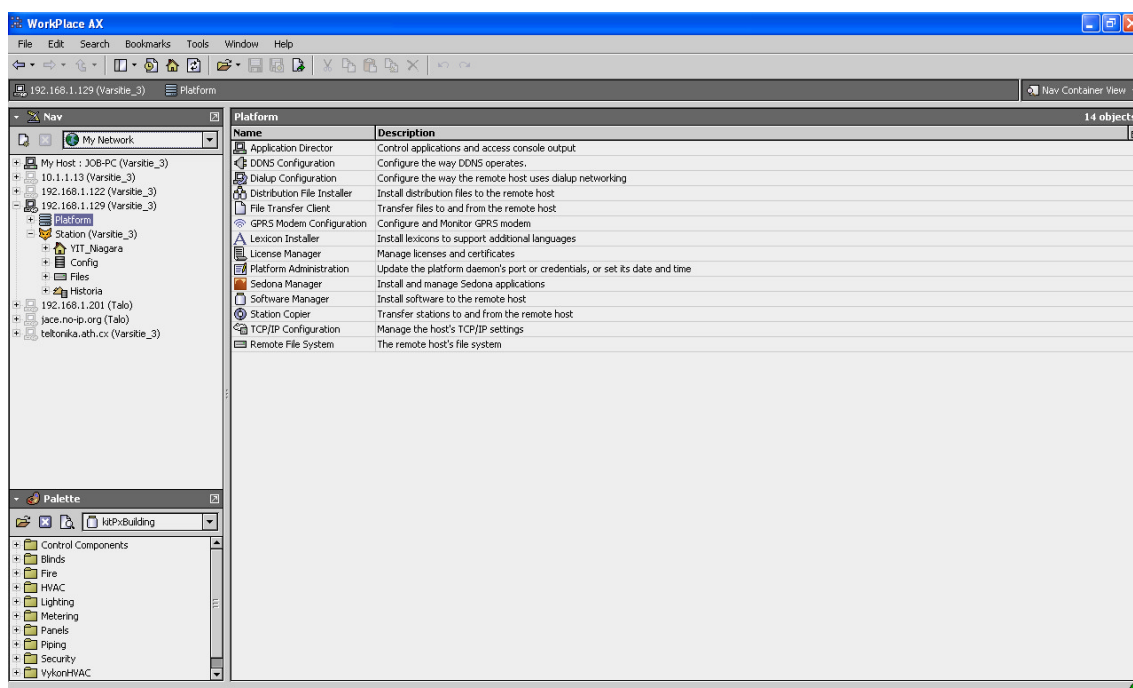 WorkPlace AX
File Edit Search Bookmarks Tools Window Help
192.168.1.129 (Varsitie_3) Platform Nav Container View
Nav
My Network
My Host : JOB-PC (Varsitie_3)
10.1.1.13 (Varsitie_3)
192.168.1.122 (Varsitie_3)
192.168.1.129 (Varsitie_3)
Platform
Station (Varsitie_3)
YIT_Niagara
Config
Files
Historia
192.168.1.201 (Talo)
jace.no-ip.org (Talo)
teltonika.ath.cx (Varsitie_3)
Palette
kitPxBuilding
Control Components
Blinds
Fire
HVAC
Lighting
Metering
Panels
Piping
Security
VykonHVAC
Platform 14 objects
Name Description
Application Director Control applications and access console output
DDNS Configuration Configure the way DDNS operates.
Dialup Configuration Configure the way the remote host uses dialup networking
Distribution File Installer Install distribution files to the remote host
File Transfer Client Transfer files to and from the remote host
GPRS Modem Configuration Configure and Monitor GPRS modem
Lexicon Installer Install lexicons to support additional languages
License Manager Manage licenses and certificates
Platform Administration Update the platform daemon's port or credentials, or set its date and time
Sedona Manager Install and manage Sedona applications
Software Manager Install software to the remote host
Station Copier Transfer stations to and from the remote host
TCP/IP Configuration Manage the host's TCP/IP settings
Remote File System The remote host's file system